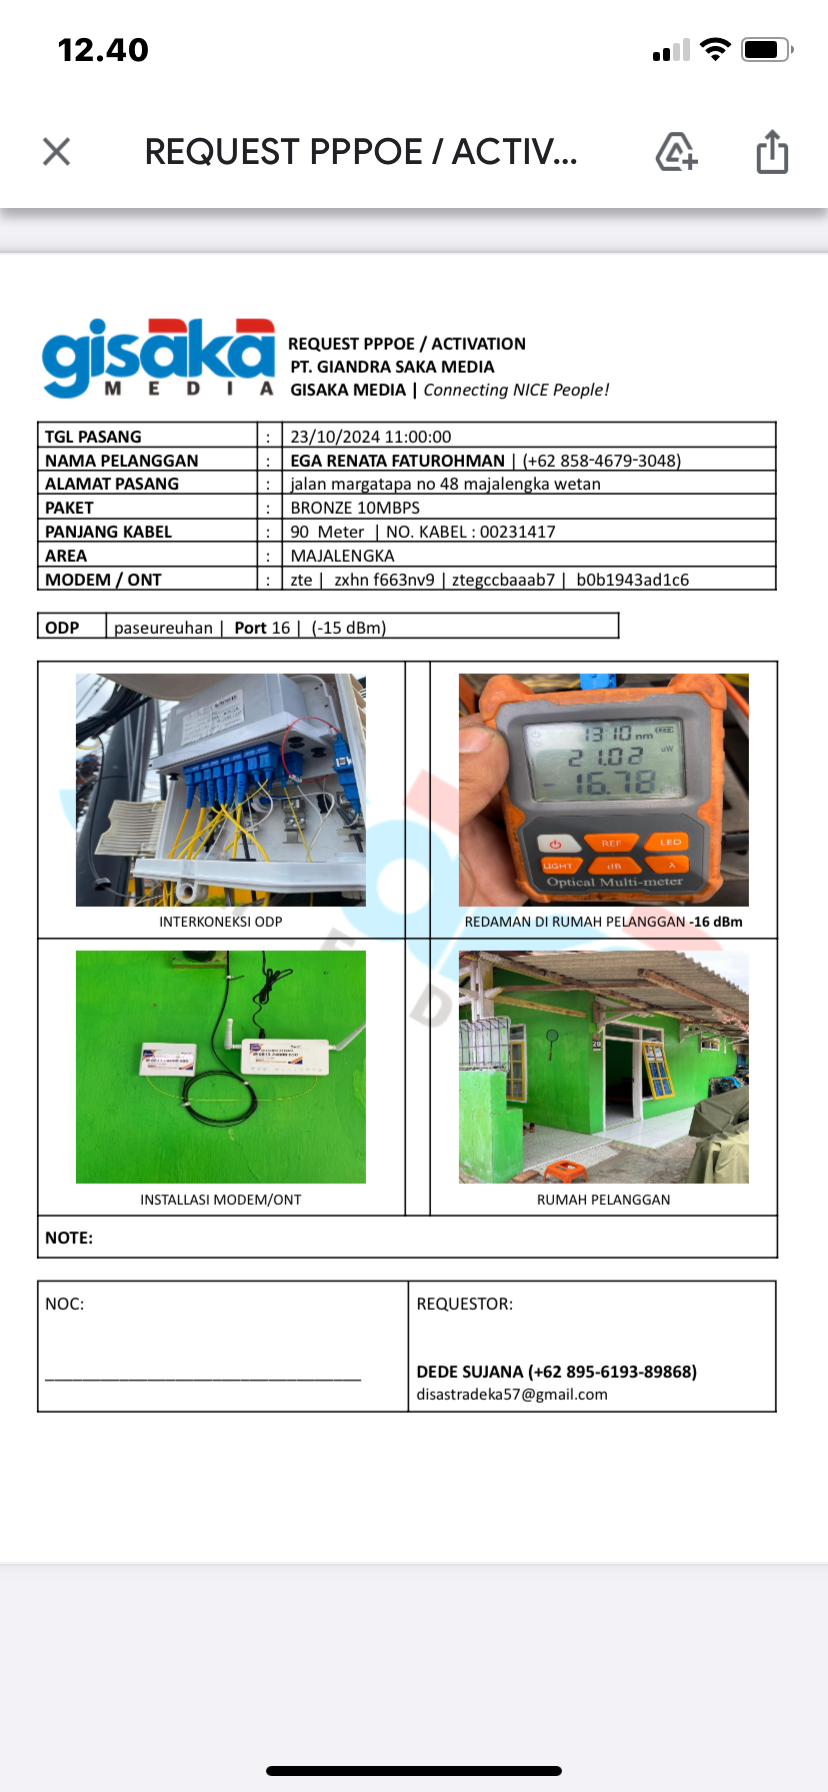 12.40
REQUEST PPPOE / ACTIV...
gisaka
MEDIA
REQUEST PPPOE / ACTIVATION
PT. GIANDRA SAKA MEDIA
GISAKA MEDIA | Connecting NICE People!
TGL PASANG : 23/10/2024 11:00:00
NAMA PELANGGAN : EGA RENATA FATUROHMAN | (+62 858-4679-3048)
ALAMAT PASANG : jalan margatapa no 48 majalengka wetan
PAKET : BRONZE 10MBPS
PANJANG KABEL : 90 Meter | NO. KABEL : 00231417
AREA : MAJALENGKA
MODEM / ONT : zte | zxhn f663nv9 | ztegccbaaab7 | b0b1943ad1c6
ODP paseureuhan | Port 16 | (-15 dBm)
1310 nm
21.02 uW
-16.78
REF LED
LIGHT dB λ
Optical Multi-meter
INTERKONEKSI ODP
REDAMAN DI RUMAH PELANGGAN -16 dBm
20
INSTALLASI MODEM/ONT
RUMAH PELANGGAN
NOTE:
NOC:
REQUESTOR:
DEDE SUJANA (+62 895-6193-89868)
disastradeka57@gmail.com